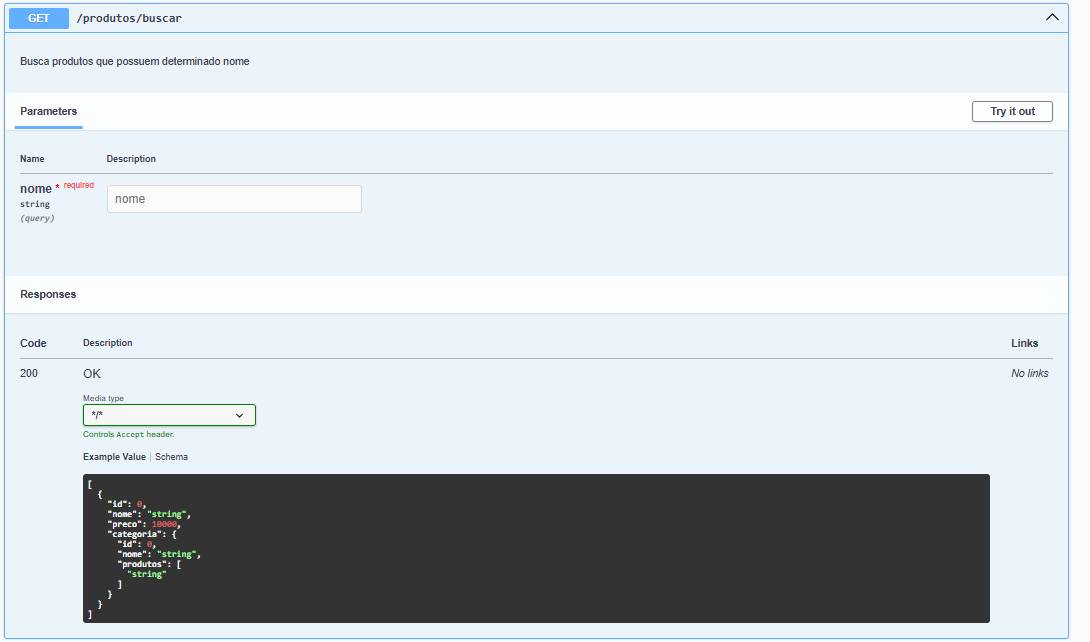 GET /produtos/buscar
Busca produtos que possuem determinado nome
Parameters
Try it out
Name Description
nome * required
string
(query)
nome
Responses
Code Description Links
200 OK No links
Media type
*/*
Controls Accept header.
Example Value | Schema
[
  {
    "id": 0,
    "nome": "string",
    "preco": 10000,
    "categoria": {
      "id": 0,
      "nome": "string",
      "produtos": [
        "string"
      ]
    }
  }
]